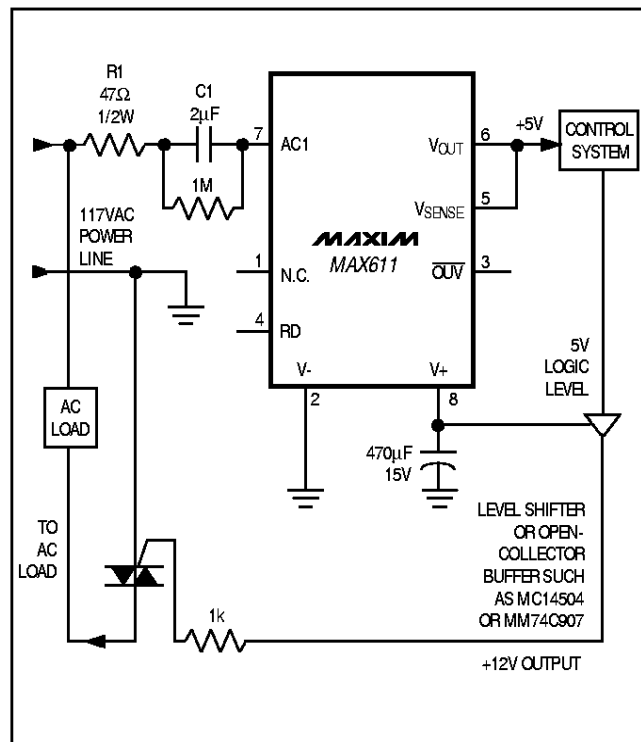 R1
47Ω
1/2W
C1
2μF
7
AC1
VOUT
6
+5V
CONTROL
SYSTEM
1M
VSENSE
5
117VAC
POWER
LINE
MAXIM
MAX611
1
N.C.
OUV
3
4
RD
V-
V+
2
8
5V
LOGIC
LEVEL
AC
LOAD
470μF
15V
TO
AC
LOAD
LEVEL SHIFTER
OR OPEN-
COLLECTOR
BUFFER SUCH
AS MC14504
OR MM74C907
1k
+12V OUTPUT